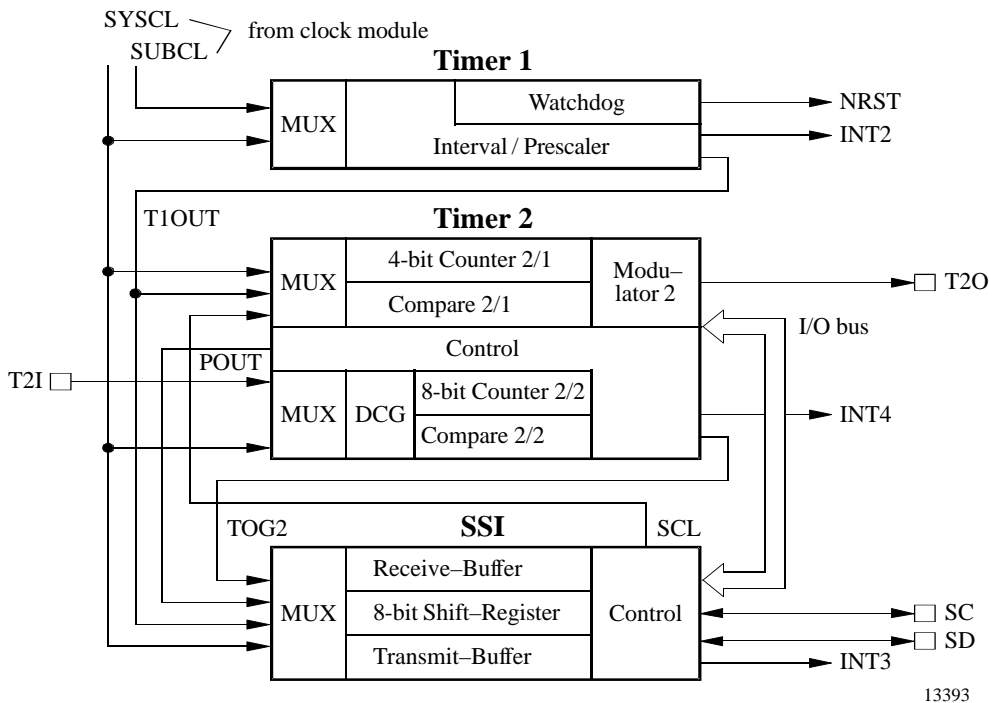 SYSCL
from clock module
SUBCL
Timer 1
Watchdog
NRST
MUX
INT2
Interval / Prescaler
T1OUT
Timer 2
4-bit Counter 2/1
Modu–
MUX
lator 2
T2O
Compare 2/1
I/O bus
POUT
Control
T2I
8-bit Counter 2/2
MUX
DCG
INT4
Compare 2/2
TOG2
SSI
SCL
Receive–Buffer
MUX
8-bit Shift–Register
Control
SC
SD
Transmit–Buffer
INT3
13393